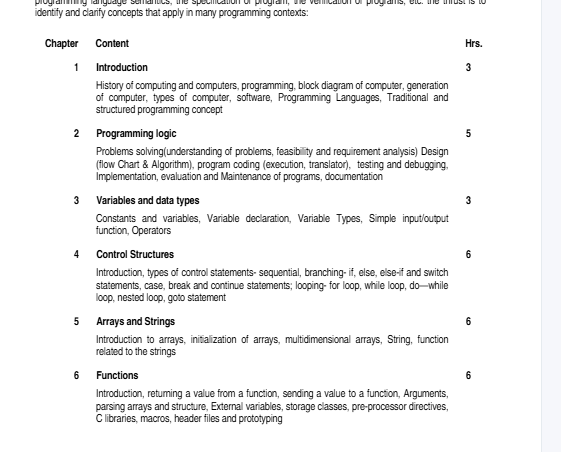 programming language semantics, the specification of program, the verification of programs, etc. the thrust is to
identify and clarify concepts that apply in many programming contexts:
Chapter Content Hrs.
1 Introduction 3
History of computing and computers, programming, block diagram of computer, generation
of computer, types of computer, software, Programming Languages, Traditional and
structured programming concept
2 Programming logic 5
Problems solving(understanding of problems, feasibility and requirement analysis) Design
(flow Chart & Algorithm), program coding (execution, translator), testing and debugging,
Implementation, evaluation and Maintenance of programs, documentation
3 Variables and data types 3
Constants and variables, Variable declaration, Variable Types, Simple input/output
function, Operators
4 Control Structures 6
Introduction, types of control statements- sequential, branching- if, else, else-if and switch
statements, case, break and continue statements; looping- for loop, while loop, do—while
loop, nested loop, goto statement
5 Arrays and Strings 6
Introduction to arrays, initialization of arrays, multidimensional arrays, String, function
related to the strings
6 Functions 6
Introduction, returning a value from a function, sending a value to a function, Arguments,
parsing arrays and structure, External variables, storage classes, pre-processor directives,
C libraries, macros, header files and prototyping